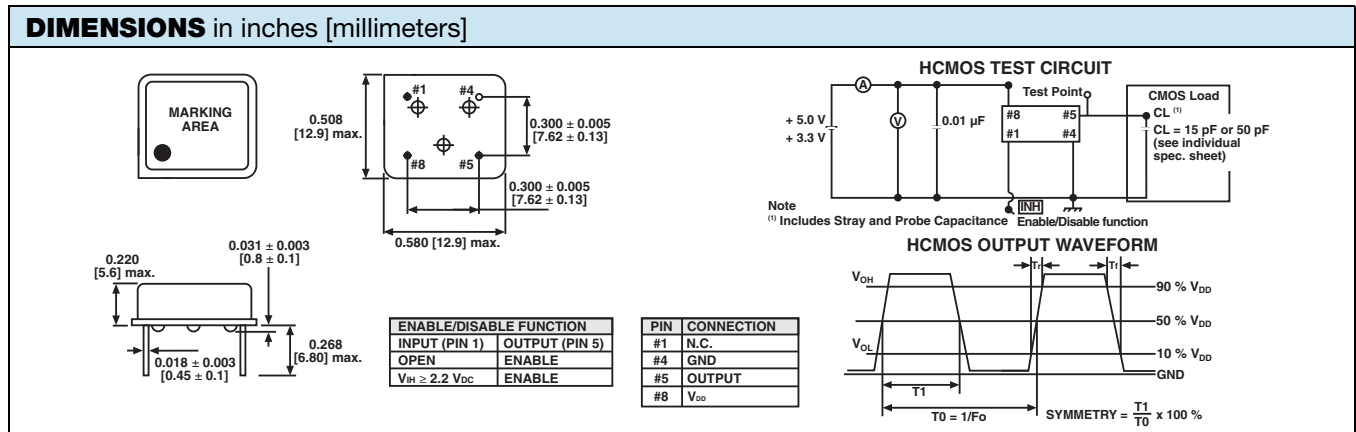 DIMENSIONS in inches [millimeters]
MARKING
AREA
#1
#4
#8
#5
0.508
[12.9] max.
0.300 ± 0.005
[7.62 ± 0.13]
0.300 ± 0.005
[7.62 ± 0.13]
0.580 [12.9] max.
0.220
[5.6] max.
0.031 ± 0.003
[0.8 ± 0.1]
0.018 ± 0.003
[0.45 ± 0.1]
0.268
[6.80] max.
ENABLE/DISABLE FUNCTION
INPUT (PIN 1) OUTPUT (PIN 5)
OPEN ENABLE
VIH ≥ 2.2 VDC ENABLE
PIN CONNECTION
#1 N.C.
#4 GND
#5 OUTPUT
#8 VDD
HCMOS TEST CIRCUIT
A
V
+ 5.0 V
+ 3.3 V
0.01 μF
Test Point
#8 #5
#1 #4
CMOS Load
CL (1)
CL = 15 pF or 50 pF
(see individual
spec. sheet)
INH
Note
(1) Includes Stray and Probe Capacitance
Enable/Disable function
HCMOS OUTPUT WAVEFORM
Tr
Tf
VOH
90 % VDD
50 % VDD
VOL
10 % VDD
GND
T1
T0 = 1/Fo
SYMMETRY = T1/T0 x 100 %